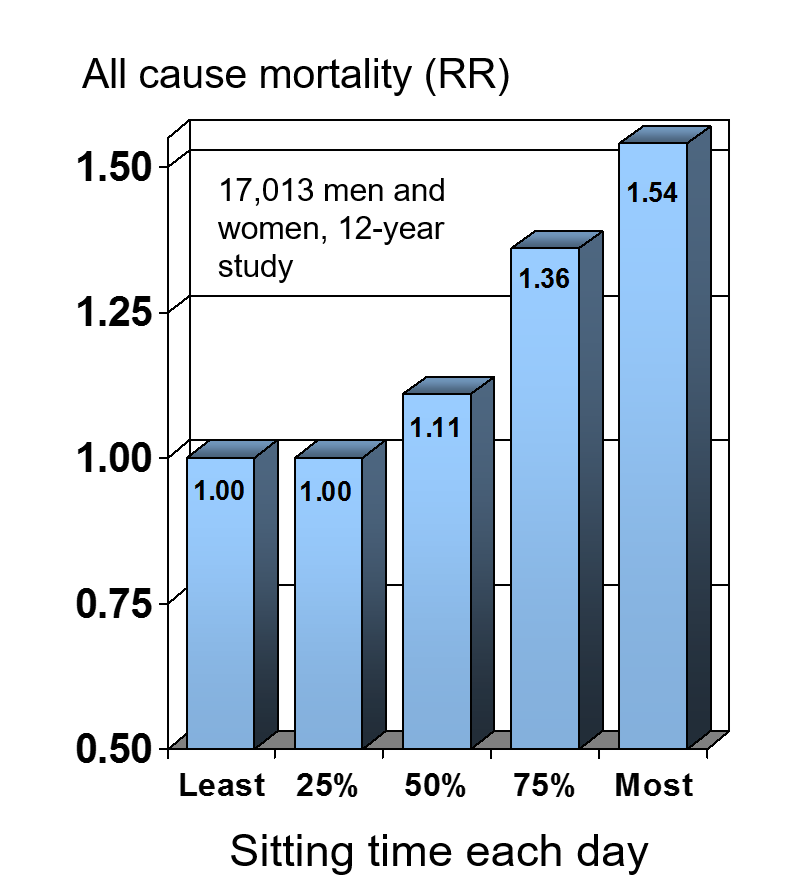 All cause mortality (RR)
1.50
17,013 men and
women, 12-year
study
1.54
1.36
1.25
1.11
1.00
1.00
1.00
0.75
0.50
Least 25% 50% 75% Most
Sitting time each day